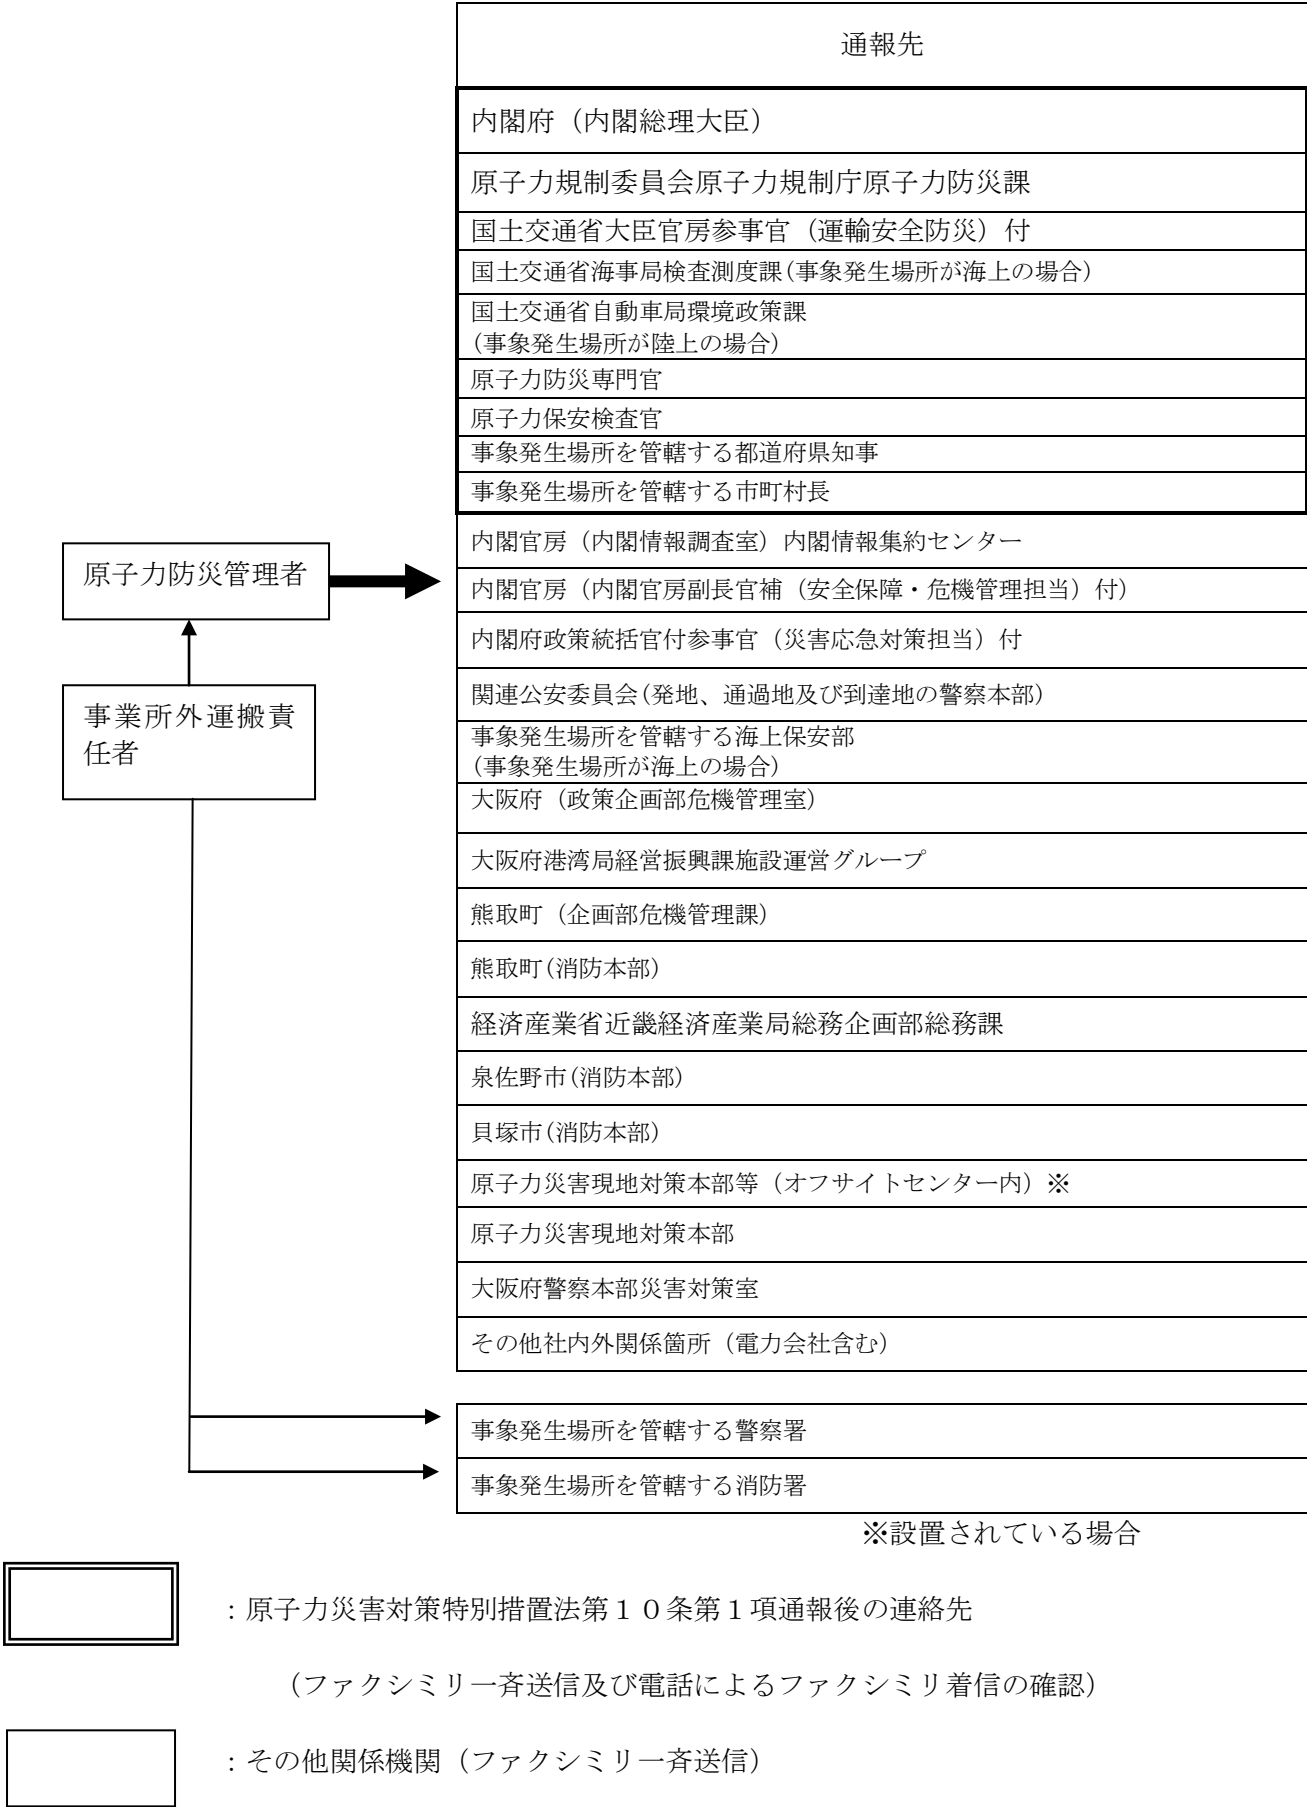 通報先
内閣府（内閣総理大臣）
原子力規制委員会原子力規制庁原子力防災課
国土交通省大臣官房参事官（運輸安全防災）付
国土交通省海事局検査測度課(事象発生場所が海上の場合)
国土交通省自動車局環境政策課
(事象発生場所が陸上の場合)
原子力防災専門官
原子力保安検査官
事象発生場所を管轄する都道府県知事
事象発生場所を管轄する市町村長
内閣官房（内閣情報調査室）内閣情報集約センター
内閣官房（内閣官房副長官補（安全保障・危機管理担当）付）
内閣府政策統括官付参事官（災害応急対策担当）付
関連公安委員会(発地、通過地及び到達地の警察本部)
事象発生場所を管轄する海上保安部
(事象発生場所が海上の場合)
大阪府（政策企画部危機管理室）
大阪府港湾局経営振興課施設運営グループ
熊取町（企画部危機管理課）
熊取町(消防本部)
経済産業省近畿経済産業局総務企画部総務課
泉佐野市(消防本部)
貝塚市(消防本部)
原子力災害現地対策本部等（オフサイトセンター内）※
原子力災害現地対策本部
大阪府警察本部災害対策室
その他社内外関係箇所（電力会社含む）
原子力防災管理者
事業所外運搬責
任者
事象発生場所を管轄する警察署
事象発生場所を管轄する消防署
※設置されている場合
：原子力災害対策特別措置法第１０条第１項通報後の連絡先
（ファクシミリ一斉送信及び電話によるファクシミリ着信の確認）
：その他関係機関（ファクシミリ一斉送信）